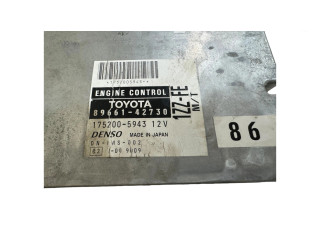 ENGINE CONTROL
TOYOTA
89661-42730
175200-5943 12V
DENSO MADE IN JAPAN
1ZZ-FE
M/T
86